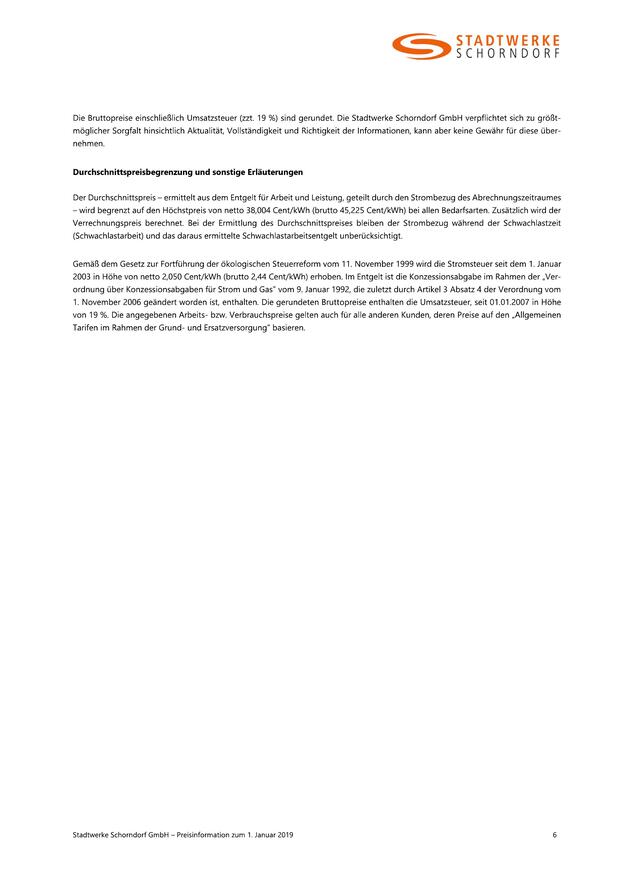 STADTWERKE
SCHORNDORF
Die Bruttopreise einschließlich Umsatzsteuer (zzt. 19 %) sind gerundet. Die Stadtwerke Schorndorf GmbH verpflichtet sich zu größt-
möglicher Sorgfalt hinsichtlich Aktualität, Vollständigkeit und Richtigkeit der Informationen, kann aber keine Gewähr für diese über-
nehmen.
Durchschnittspreisbegrenzung und sonstige Erläuterungen
Der Durchschnittspreis – ermittelt aus dem Entgelt für Arbeit und Leistung, geteilt durch den Strombezug des Abrechnungszeitraumes
– wird begrenzt auf den Höchstpreis von netto 38,004 Cent/kWh (brutto 45,225 Cent/kWh) bei allen Bedarfsarten. Zusätzlich wird der
Verrechnungspreis berechnet. Bei der Ermittlung des Durchschnittspreises bleiben der Strombezug während der Schwachlastzeit
(Schwachlastarbeit) und das daraus ermittelte Schwachlastarbeitsentgelt unberücksichtigt.
Gemäß dem Gesetz zur Fortführung der ökologischen Steuerreform vom 11. November 1999 wird die Stromsteuer seit dem 1. Januar
2003 in Höhe von netto 2,050 Cent/kWh (brutto 2,44 Cent/kWh) erhoben. Im Entgelt ist die Konzessionsabgabe im Rahmen der „Ver-
ordnung über Konzessionsabgaben für Strom und Gas" vom 9. Januar 1992, die zuletzt durch Artikel 3 Absatz 4 der Verordnung vom
1. November 2006 geändert worden ist, enthalten. Die gerundeten Bruttopreise enthalten die Umsatzsteuer, seit 01.01.2007 in Höhe
von 19 %. Die angegebenen Arbeits- bzw. Verbrauchspreise gelten auch für alle anderen Kunden, deren Preise auf den „Allgemeinen
Tarifen im Rahmen der Grund- und Ersatzversorgung" basieren.
Stadtwerke Schorndorf GmbH – Preisinformation zum 1. Januar 2019 6